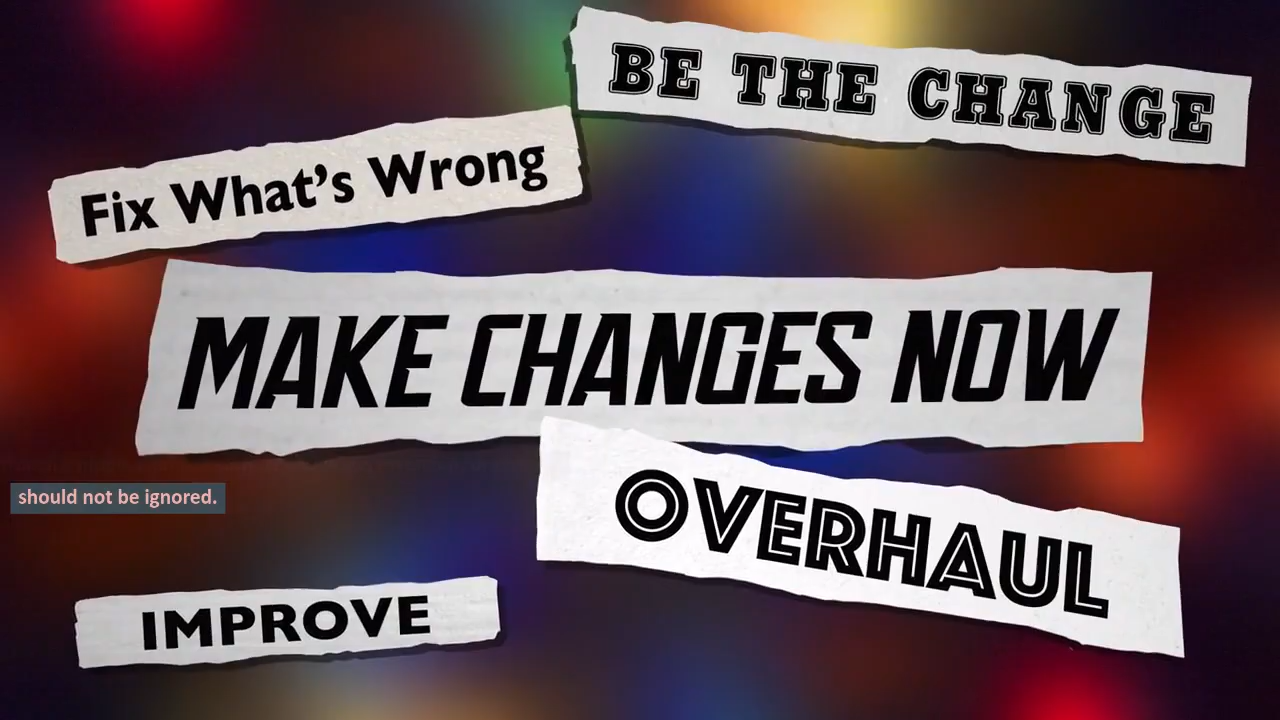 BE THE CHANGE
Fix What's Wrong
MAKE CHANGES NOW
should not be ignored.
OVERHAUL
IMPROVE